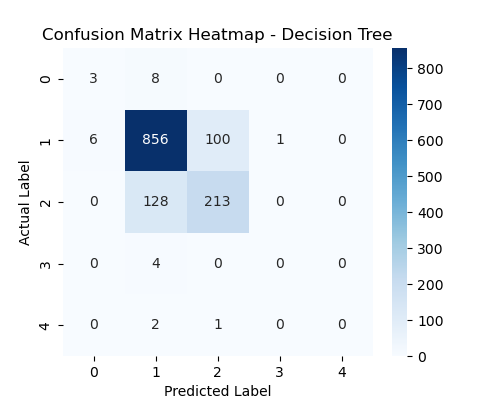 Confusion Matrix Heatmap - Decision Tree
0 3 8 0 0 0
1 6 856 100 1 0
2 0 128 213 0 0
3 0 4 0 0 0
4 0 2 1 0 0
0 1 2 3 4
Actual Label
Predicted Label
800
700
600
500
400
300
200
100
0